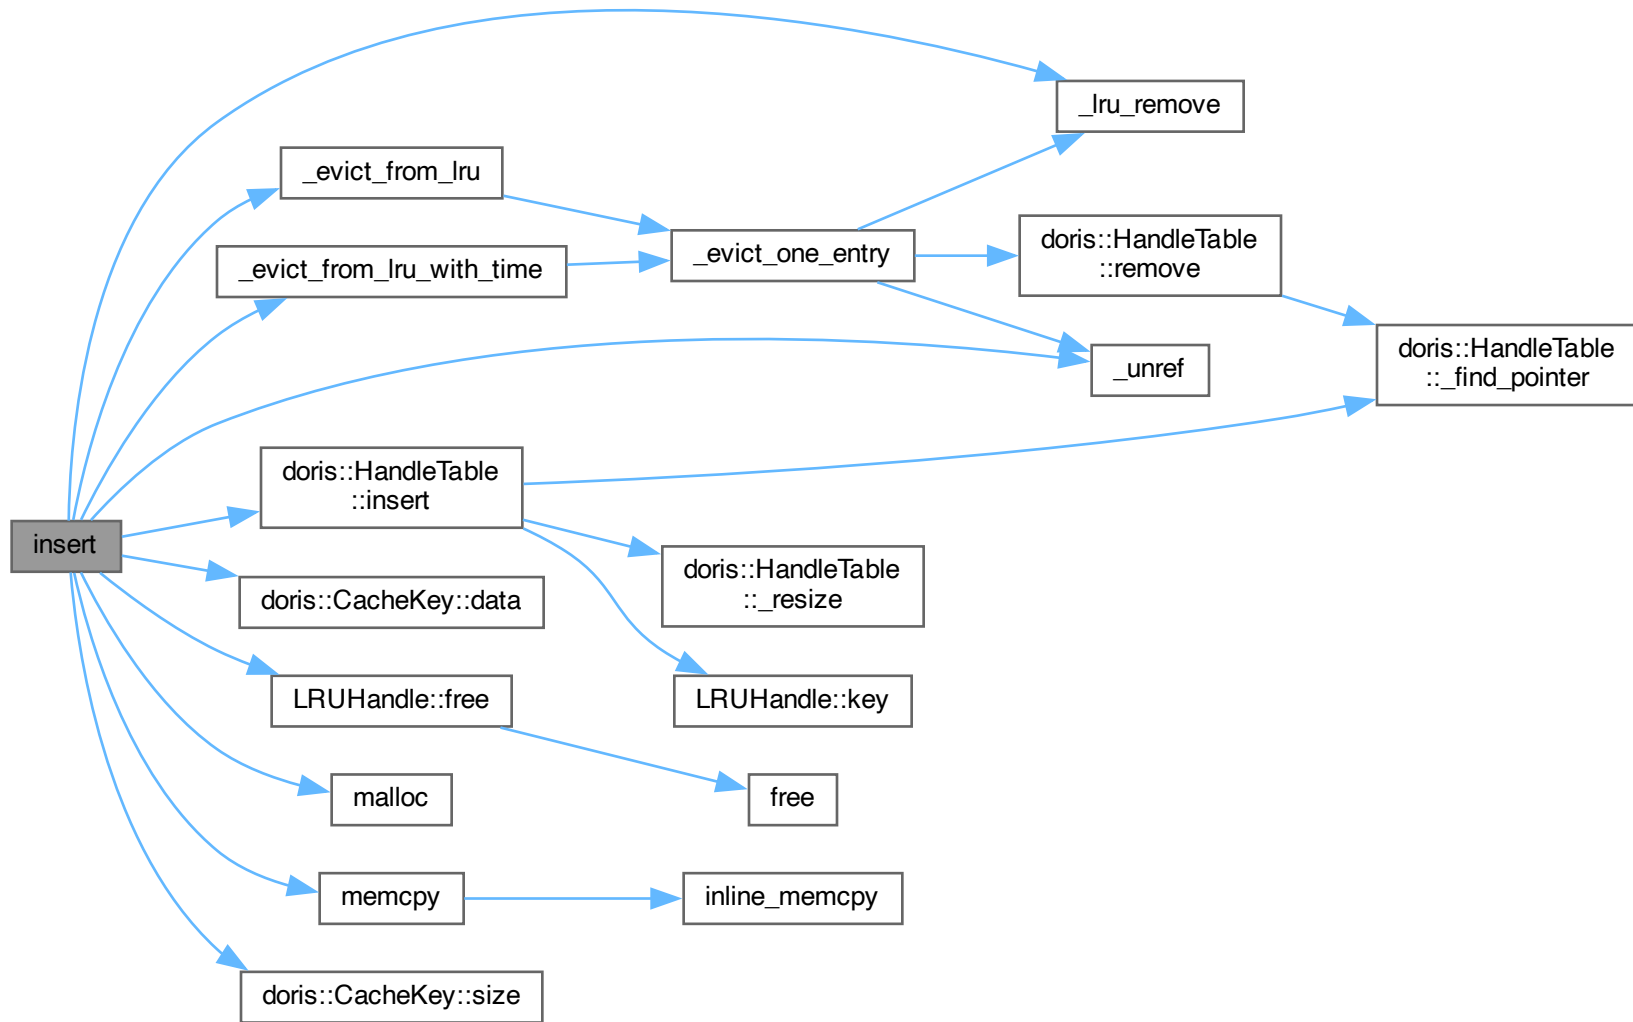 _lru_remove
_evict_from_lru
doris::HandleTable
::remove
_evict_one_entry
_evict_from_lru_with_time
doris::HandleTable
::_find_pointer
_unref
doris::HandleTable
::insert
insert
doris::HandleTable
::_resize
doris::CacheKey::data
LRUHandle::free
LRUHandle::key
malloc
free
memcpy
inline_memcpy
doris::CacheKey::size